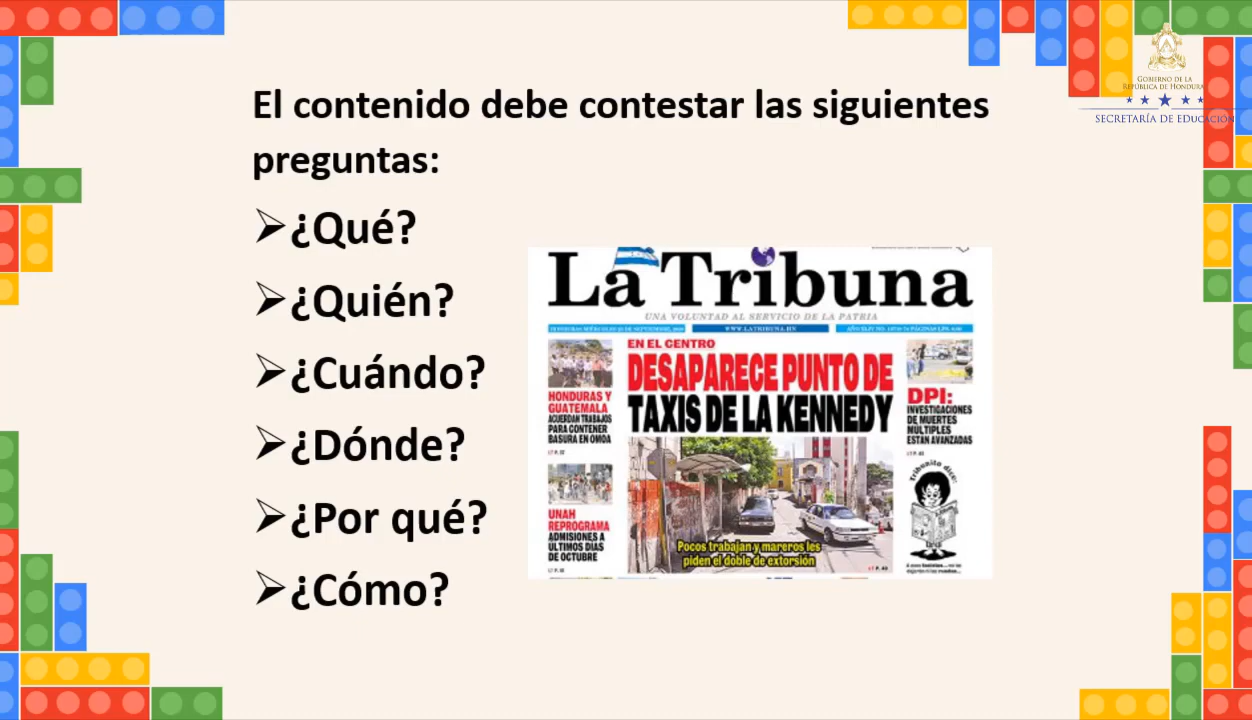 El contenido debe contestar las siguientes
preguntas:
¿Qué?
¿Quién?
¿Cuándo?
¿Dónde?
¿Por qué?
¿Cómo?
GOBIERNO DE LA
REPÚBLICA DE HONDURAS
SECRETARÍA DE EDUCACIÓN
La Tribuna
UNA VOLUNTAD AL SERVICIO DE LA PATRIA
WWW.LATRIBUNA.HN
HONDURAS Y
GUATEMALA
ACUERDAN TRABAJOS
PARA CONTENER
BASURA EN OMOA
UNAH
REPROGRAMA
ADMISIONES A
ULTIMOS DÍAS
DE OCTUBRE
EN EL CENTRO
DESAPARECE PUNTO DE
TAXIS DE LA KENNEDY
Pocos trabajan y mareros les
piden el doble de extorsión
DPI:
INVESTIGACIONES
DE MUERTES
MÚLTIPLES
ESTÁN AVANZADAS
Tribunito dice: